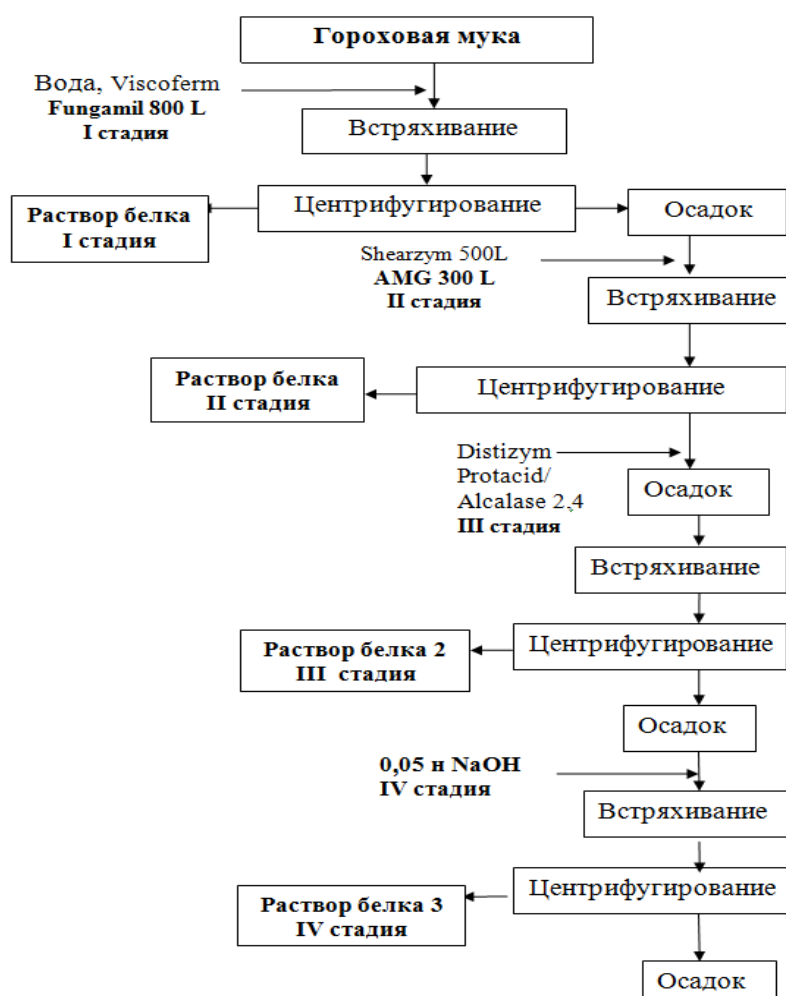 Гороховая мука
Вода, Viscoferm
Fungamil 800 L
I стадия
Встряхивание
Центрифугирование
Раствор белка
I стадия
Осадок
Shearzym 500L
AMG 300 L
II стадия
Встряхивание
Раствор белка
II стадия
Центрифугирование
Distizym
Protacid/
Alcalase 2,4
III стадия
Осадок
Встряхивание
Центрифугирование
Раствор белка 2
III стадия
Осадок
0,05 н NaOH
IV стадия
Встряхивание
Центрифугирование
Раствор белка 3
IV стадия
Осадок